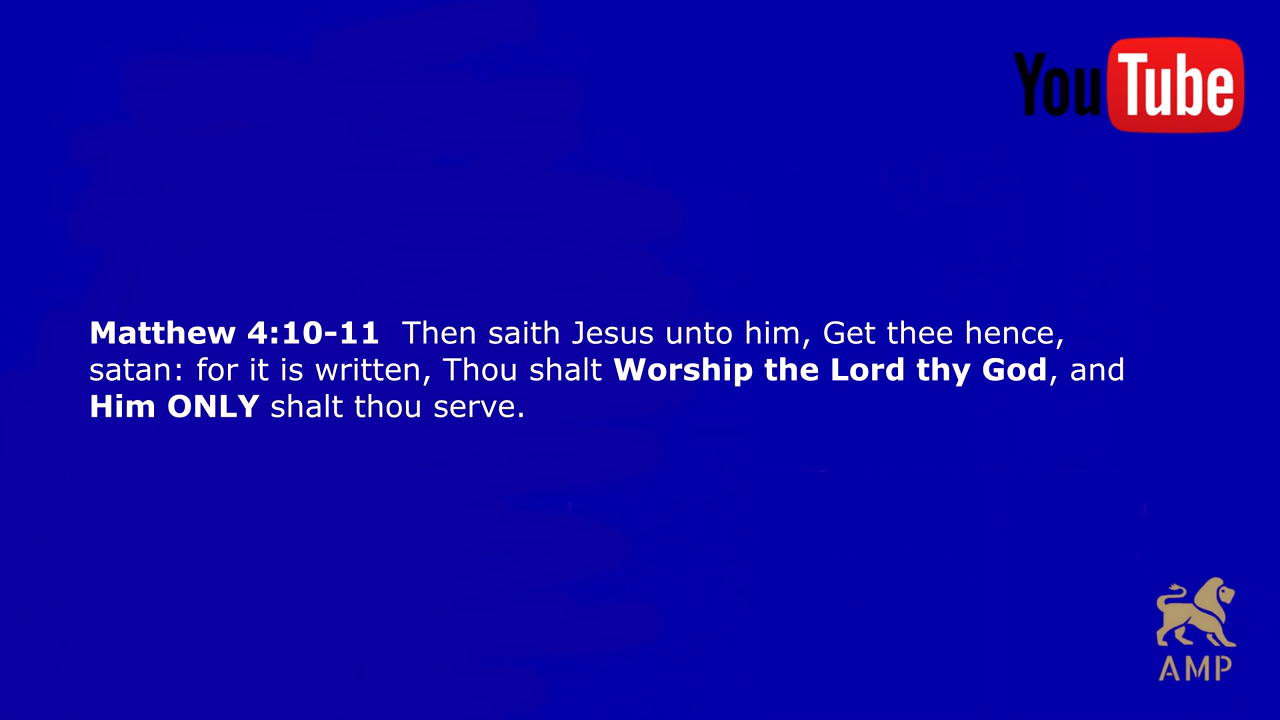 YouTube
Matthew 4:10-11  Then saith Jesus unto him, Get thee hence,
satan: for it is written, Thou shalt Worship the Lord thy God, and
Him ONLY shalt thou serve.
AMP